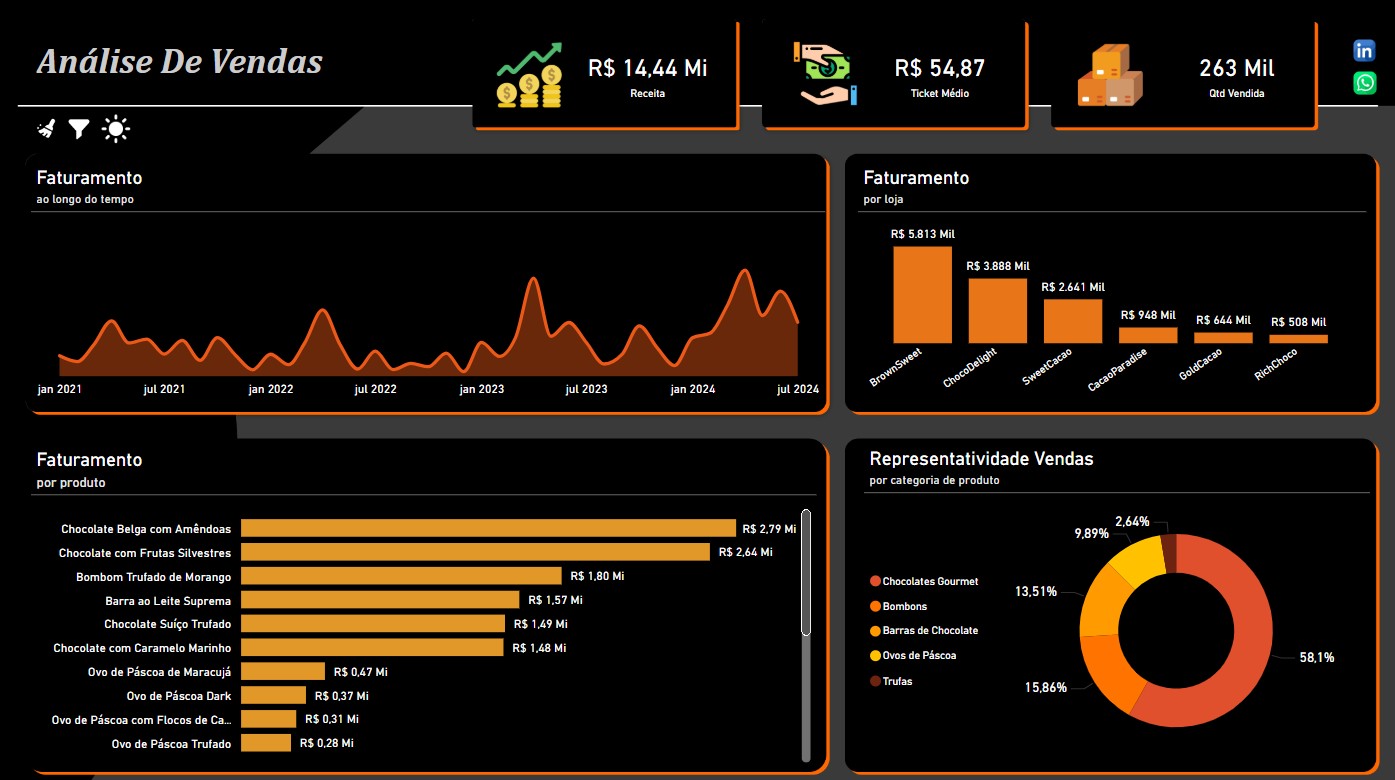 Análise De Vendas
R$ 14,44 Mi
Receita
R$ 54,87
Ticket Médio
263 Mil
Qtd Vendida
in
Faturamento
ao longo do tempo
jan 2021
jul 2021
jan 2022
jul 2022
jan 2023
jul 2023
jan 2024
jul 2024
Faturamento
por loja
R$ 5.813 Mil
R$ 3.888 Mil
R$ 2.641 Mil
R$ 948 Mil
R$ 644 Mil
R$ 508 Mil
BrownSweet
ChocoDelight
SweetCacao
CacaoParadise
GoldCacao
RichChoco
Faturamento
por produto
Chocolate Belga com Amêndoas R$ 2,79 Mi
Chocolate com Frutas Silvestres R$ 2,64 Mi
Bombom Trufado de Morango R$ 1,80 Mi
Barra ao Leite Suprema R$ 1,57 Mi
Chocolate Suíço Trufado R$ 1,49 Mi
Chocolate com Caramelo Marinho R$ 1,48 Mi
Ovo de Páscoa de Maracujá R$ 0,47 Mi
Ovo de Páscoa Dark R$ 0,37 Mi
Ovo de Páscoa com Flocos de Ca... R$ 0,31 Mi
Ovo de Páscoa Trufado R$ 0,28 Mi
Representatividade Vendas
por categoria de produto
Chocolates Gourmet
Bombons
Barras de Chocolate
Ovos de Páscoa
Trufas
2,64%
9,89%
13,51%
15,86%
58,1%